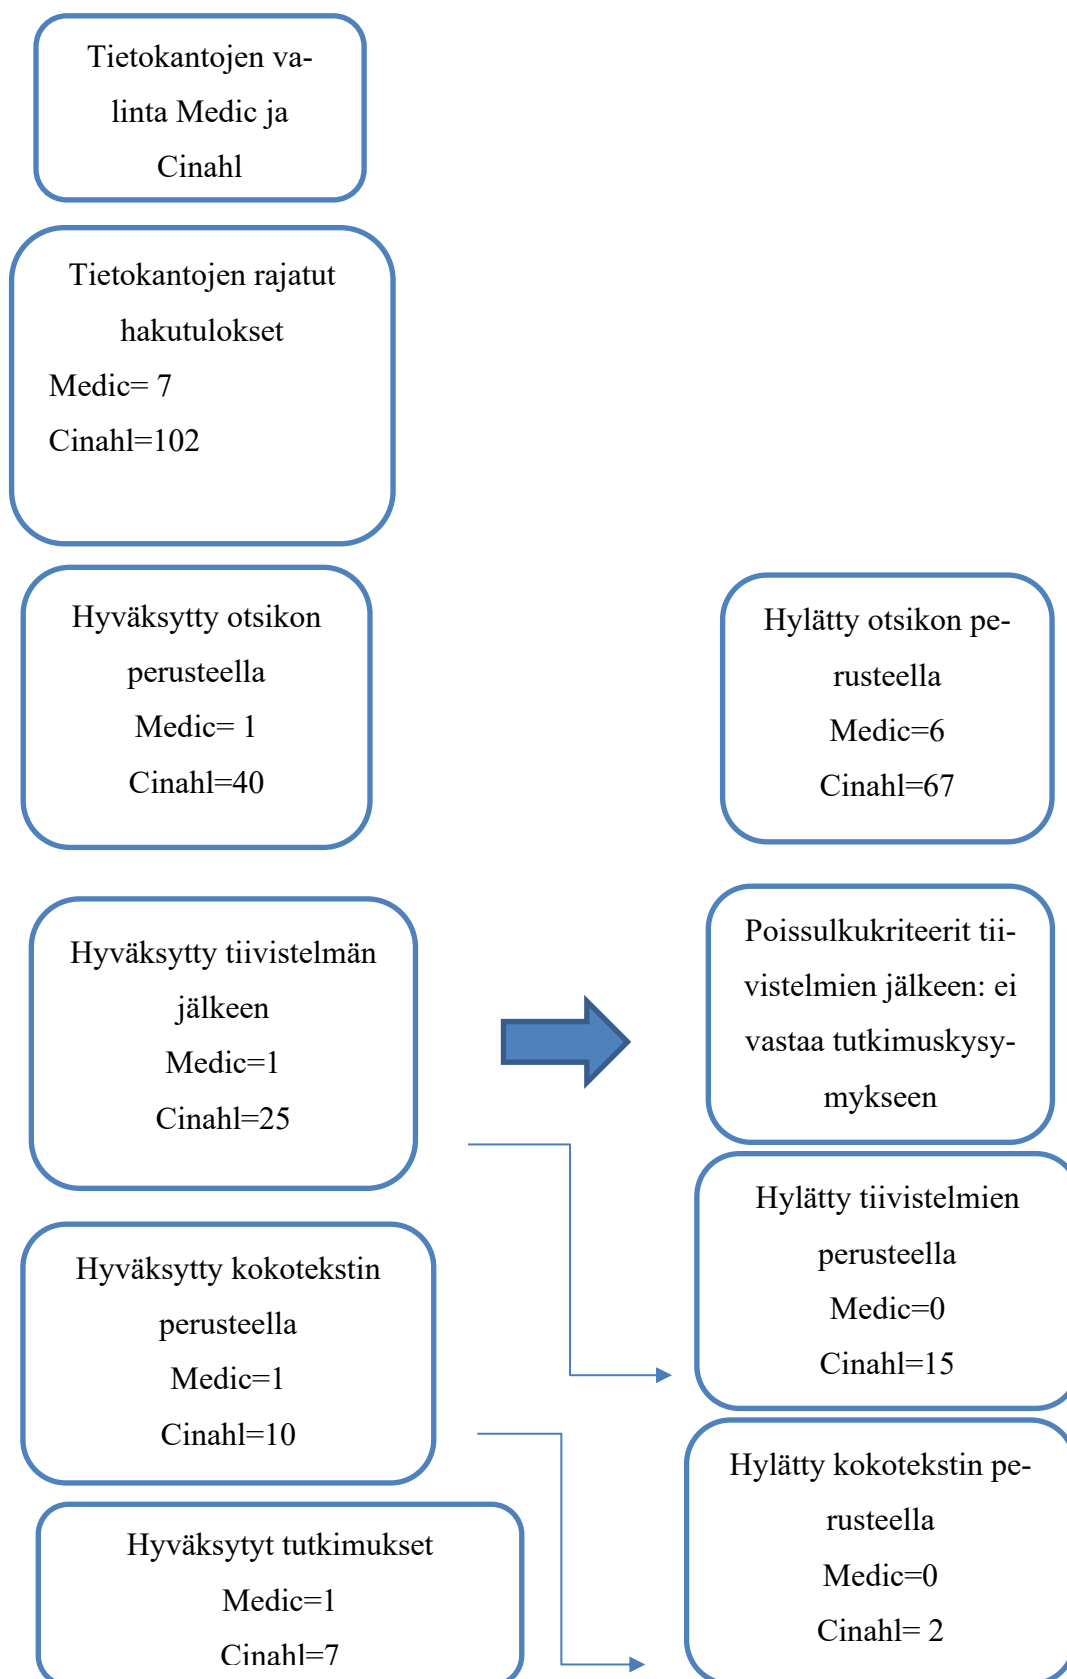 Tietokantojen va-
linta Medic ja
Cinahl
Tietokantojen rajatut
hakutulokset
Medic= 7
Cinahl=102
Hyväksytty otsikon
perusteella
Medic= 1
Cinahl=40
Hylätty otsikon pe-
rusteella
Medic=6
Cinahl=67
Hyväksytty tiivistelmän
jälkeen
Medic=1
Cinahl=25
Poissulkukriteerit tii-
vistelmien jälkeen: ei
vastaa tutkimuskysy-
mykseen
Hylätty tiivistelmien
perusteella
Medic=0
Cinahl=15
Hyväksytty kokotekstin
perusteella
Medic=1
Cinahl=10
Hylätty kokotekstin pe-
rusteella
Medic=0
Cinahl= 2
Hyväksytyt tutkimukset
Medic=1
Cinahl=7